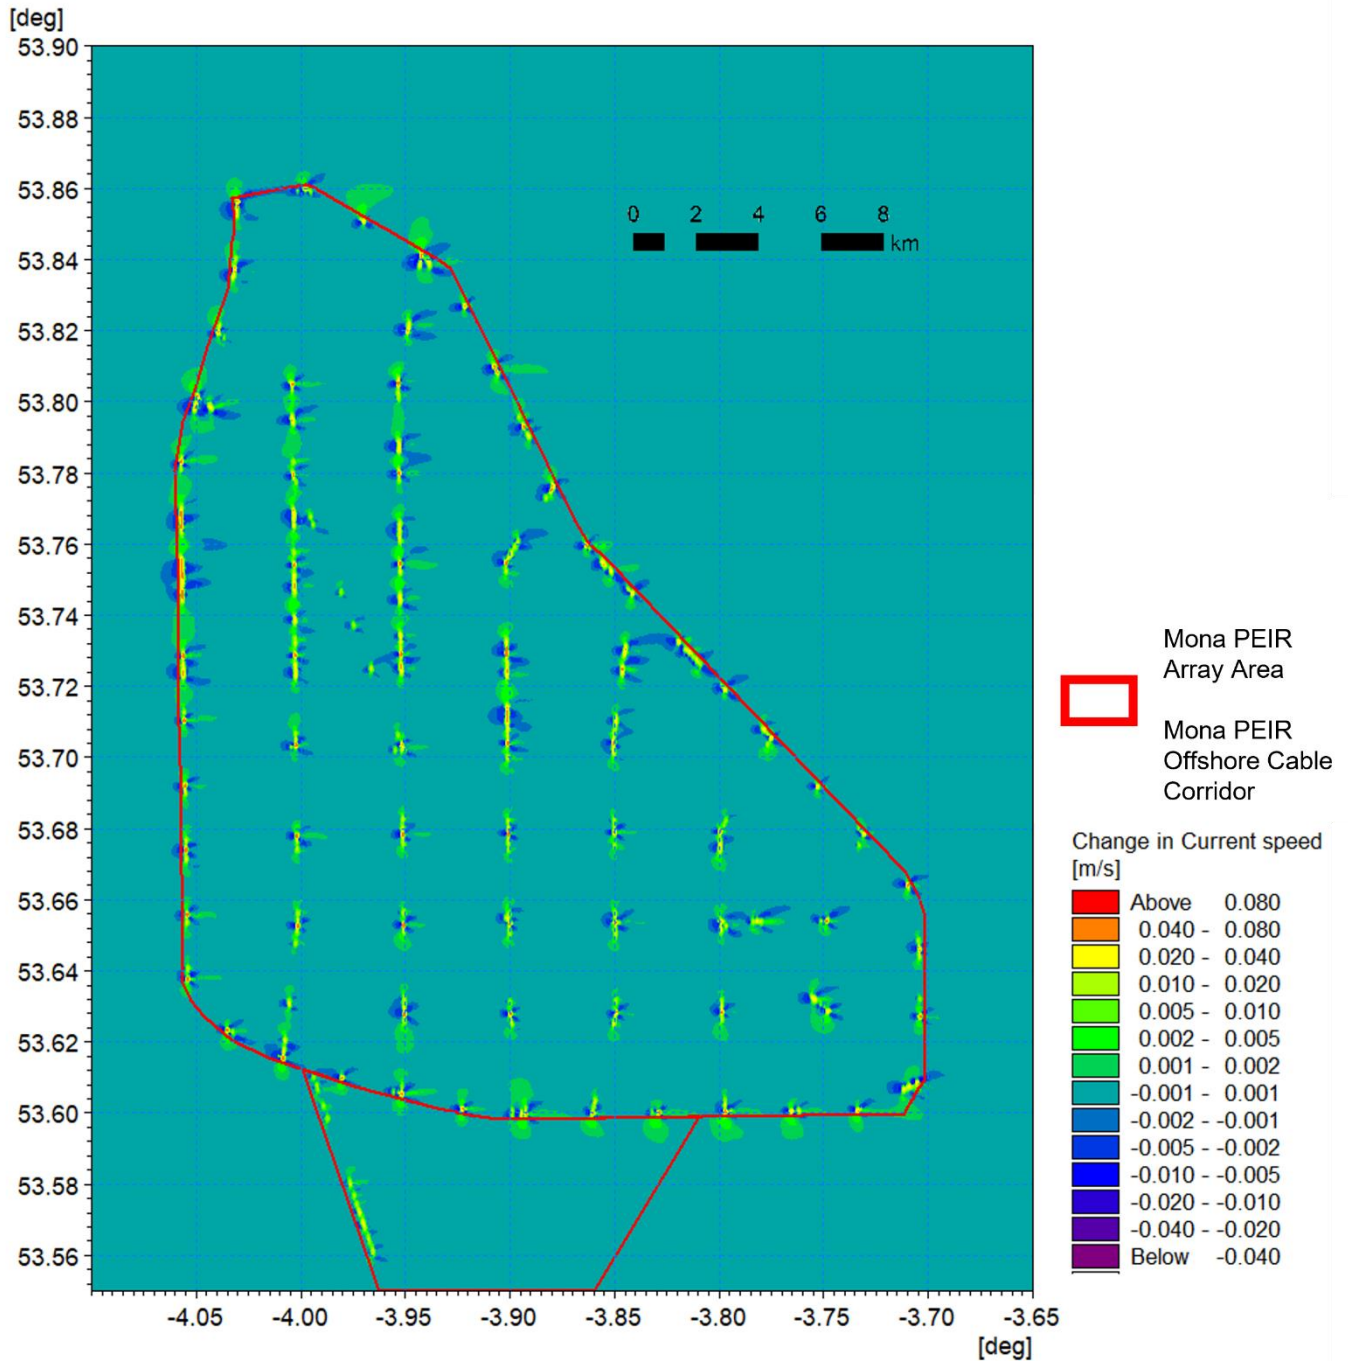 [deg]
53.90
53.88
53.86
53.84
53.82
53.80
53.78
53.76
53.74
53.72
53.70
53.68
53.66
53.64
53.62
53.60
53.58
53.56
0 2 4 6 8
km
-4.05 -4.00 -3.95 -3.90 -3.85 -3.80 -3.75 -3.70 -3.65
[deg]
Mona PEIR
Array Area
Mona PEIR
Offshore Cable
Corridor
Change in Current speed
[m/s]
Above 0.080
0.040 - 0.080
0.020 - 0.040
0.010 - 0.020
0.005 - 0.010
0.002 - 0.005
0.001 - 0.002
-0.001 - 0.001
-0.002 - -0.001
-0.005 - -0.002
-0.010 - -0.005
-0.020 - -0.010
-0.040 - -0.020
Below -0.040